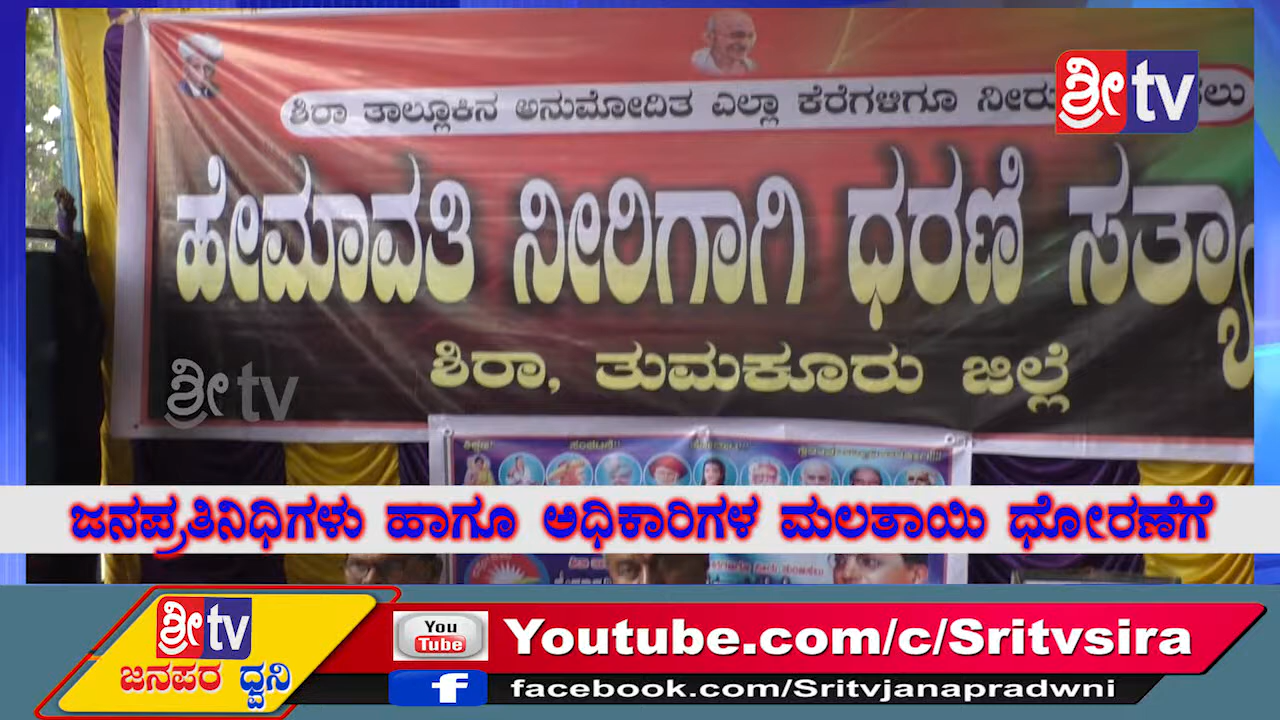 ಶಿರಾ ತಾಲ್ಲೂಕಿನ ಅನುಮೋದಿತ ಎಲ್ಲಾ ಕೆರೆಗಳಿಗೂ ನೀರು
ಶ್ರೀ tv
ಹೇಮಾವತಿ ನೀರಿಗಾಗಿ ಧರಣಿ ಸತ್ಯಾ
ಶಿರಾ, ತುಮಕೂರು ಜಿಲ್ಲೆ
ಶ್ರೀ tv
ಜನಪ್ರತಿನಿಧಿಗಳು ಹಾಗೂ ಅಧಿಕಾರಿಗಳ ಮಲತಾಯಿ ಧೋರಣೆಗೆ
ಶ್ರೀ tv
ಜನಪರ ಧ್ವನಿ
You Tube
Youtube.com/c/Sritvsira
f
facebook.com/Sritvjanapradwni